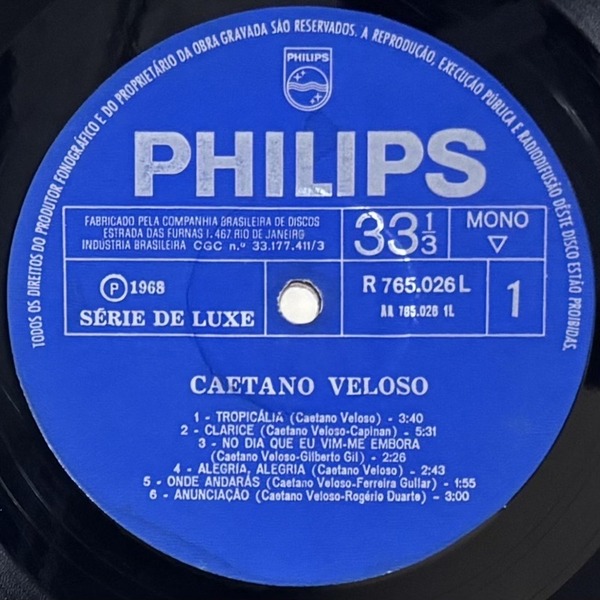 TODOS OS DIREITOS DO PRODUTOR FONOGRÁFICO E DO PROPRIETÁRIO DA OBRA GRAVADA SÃO RESERVADOS. A REPRODUÇÃO, EXECUÇÃO PÚBLICA E RADIODIFUSÃO DÊSTE DISCO ESTÃO PROIBIDAS.
PHILIPS
PHILIPS
FABRICADO PELA COMPANHIA BRASILEIRA DE DISCOS
ESTRADA DAS FURNAS 1.467. RIO DE JANEIRO
INDÚSTRIA BRASILEIRA CGC n.º 33.177.411/3
33 1/3
MONO
℗ 1968
SÉRIE DE LUXE
R 765.026 L
AA 765.026 1L
1
CAETANO VELOSO
1 - TROPICÁLIA (Caetano Veloso) - 3:40
2 - CLARICE (Caetano Veloso-Capinan) - 5:31
3 - NO DIA QUE EU VIM-ME EMBORA
(Caetano Veloso-Gilberto Gil) - 2:26
4 - ALEGRIA, ALEGRIA (Caetano Veloso) - 2:43
5 - ONDE ANDARÁS (Caetano Veloso-Ferreira Gullar) - 1:55
6 - ANUNCIAÇÃO (Caetano Veloso-Rogério Duarte) - 3:00